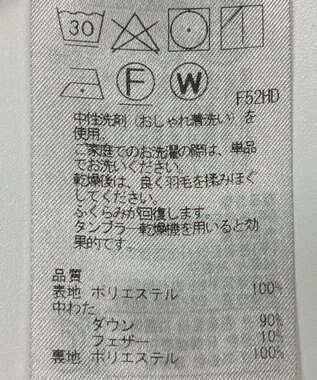 30
F W
F52HD
中性洗剤（おしゃれ着洗い）を
使用。
ご家庭でのお洗濯の際は、単品
でお洗いください。
乾燥後は、良く羽毛を揉みほぐ
してください。
ふくらみが回復します。
タンブラー乾燥機を用いると効
果的です。
品質
表地 ポリエステル 100%
中わた
ダウン 90%
フェザー 10%
裏地 ポリエステル 100%